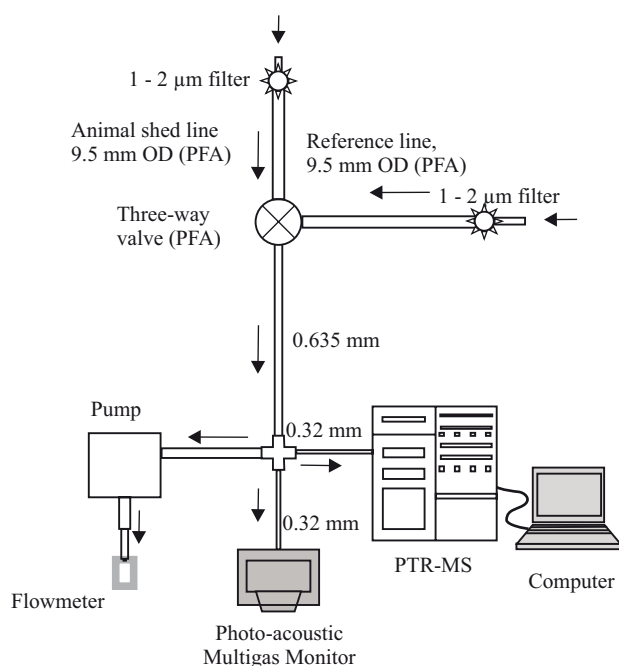 1 - 2 µm filter
Animal shed line
9.5 mm OD (PFA)
Reference line,
9.5 mm OD (PFA)
1 - 2 µm filter
Three-way
valve (PFA)
0.635 mm
Pump
0.32 mm
0.32 mm
PTR-MS
Computer
Flowmeter
Photo-acoustic
Multigas Monitor